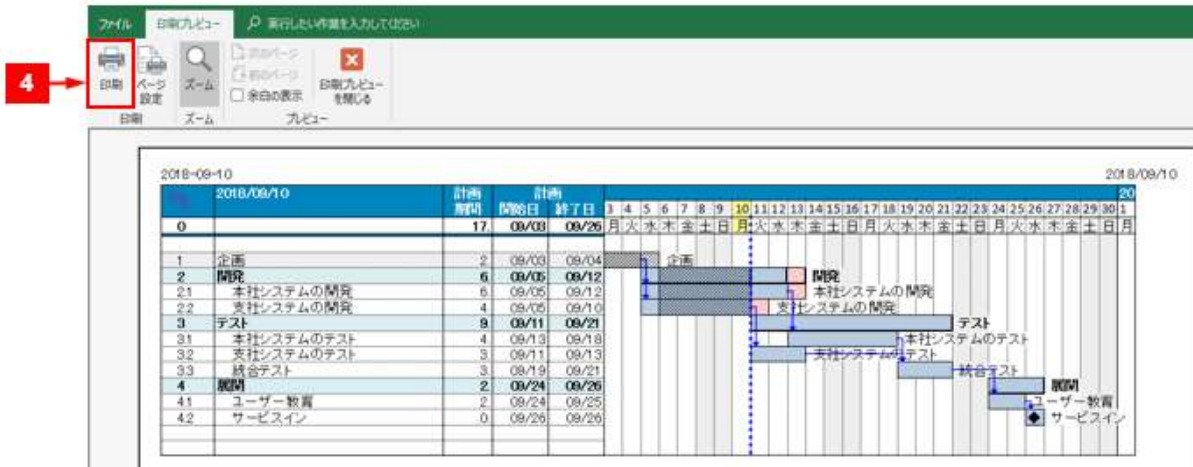 ファイル 印刷プレビュー 実行したい作業を入力してください
4
印刷 ページ設定 ズーム 次のページ
前のページ
余白の表示 印刷プレビューを閉じる
印刷 ズーム プレビュー
2018-09-10 2018/09/10
2018/09/10 計画 計画 20
期間 開始日 終了日 3 4 5 6 7 8 9 10 11 12 13 14 15 16 17 18 19 20 21 22 23 24 25 26 27 28 29 30 1
0 17. 09/03 09/26 月 火 水 木 金 土 日 月 火 水 木 金 土 日 月 火 水 木 金 土 日 月 火 水 木 金 土 日 月
1 企画 2 09/03 09/04 企画
2 開発 6 09/05 09/12 開発
2.1 本社システムの開発 6 09/05 09/12 本社システムの開発
2.2 支社システムの開発 4 09/05 09/10 支社システムの開発
3 テスト 9 09/11 09/21 テスト
3.1 本社システムのテスト 4 09/13 09/18 本社システムのテスト
3.2 支社システムのテスト 3 09/11 09/13 支社システムのテスト
3.3 統合テスト 3 09/19 09/21 統合テスト
4 展開 2 09/24 09/26 展開
4.1 ユーザー教育 2 09/24 09/25 ユーザー教育
4.2 サービスイン 0 09/26 09/26 サービスイン